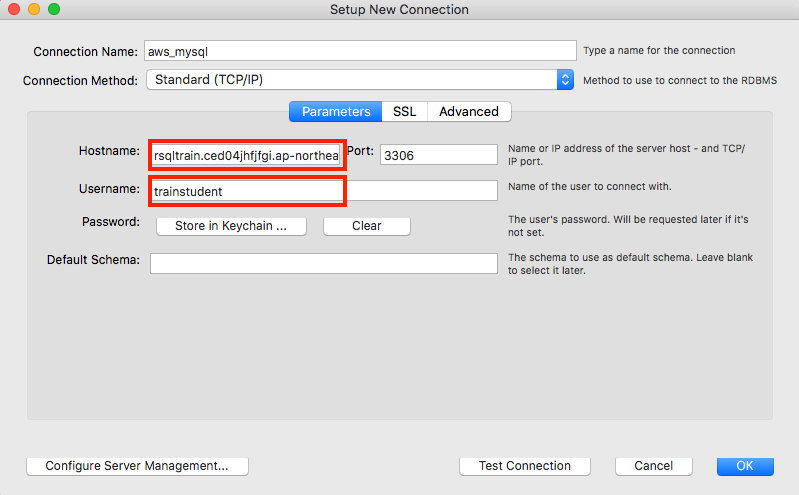 Setup New Connection
Connection Name: aws_mysql Type a name for the connection
Connection Method: Standard (TCP/IP) Method to use to connect to the RDBMS
Parameters SSL Advanced
Hostname: rsqltrain.ced04jhfjfgi.ap-northea Port: 3306 Name or IP address of the server host - and TCP/
IP port.
Username: trainstudent Name of the user to connect with.
Password: Store in Keychain ... Clear The user's password. Will be requested later if it's
not set.
Default Schema: The schema to use as default schema. Leave blank
to select it later.
Configure Server Management... Test Connection Cancel OK